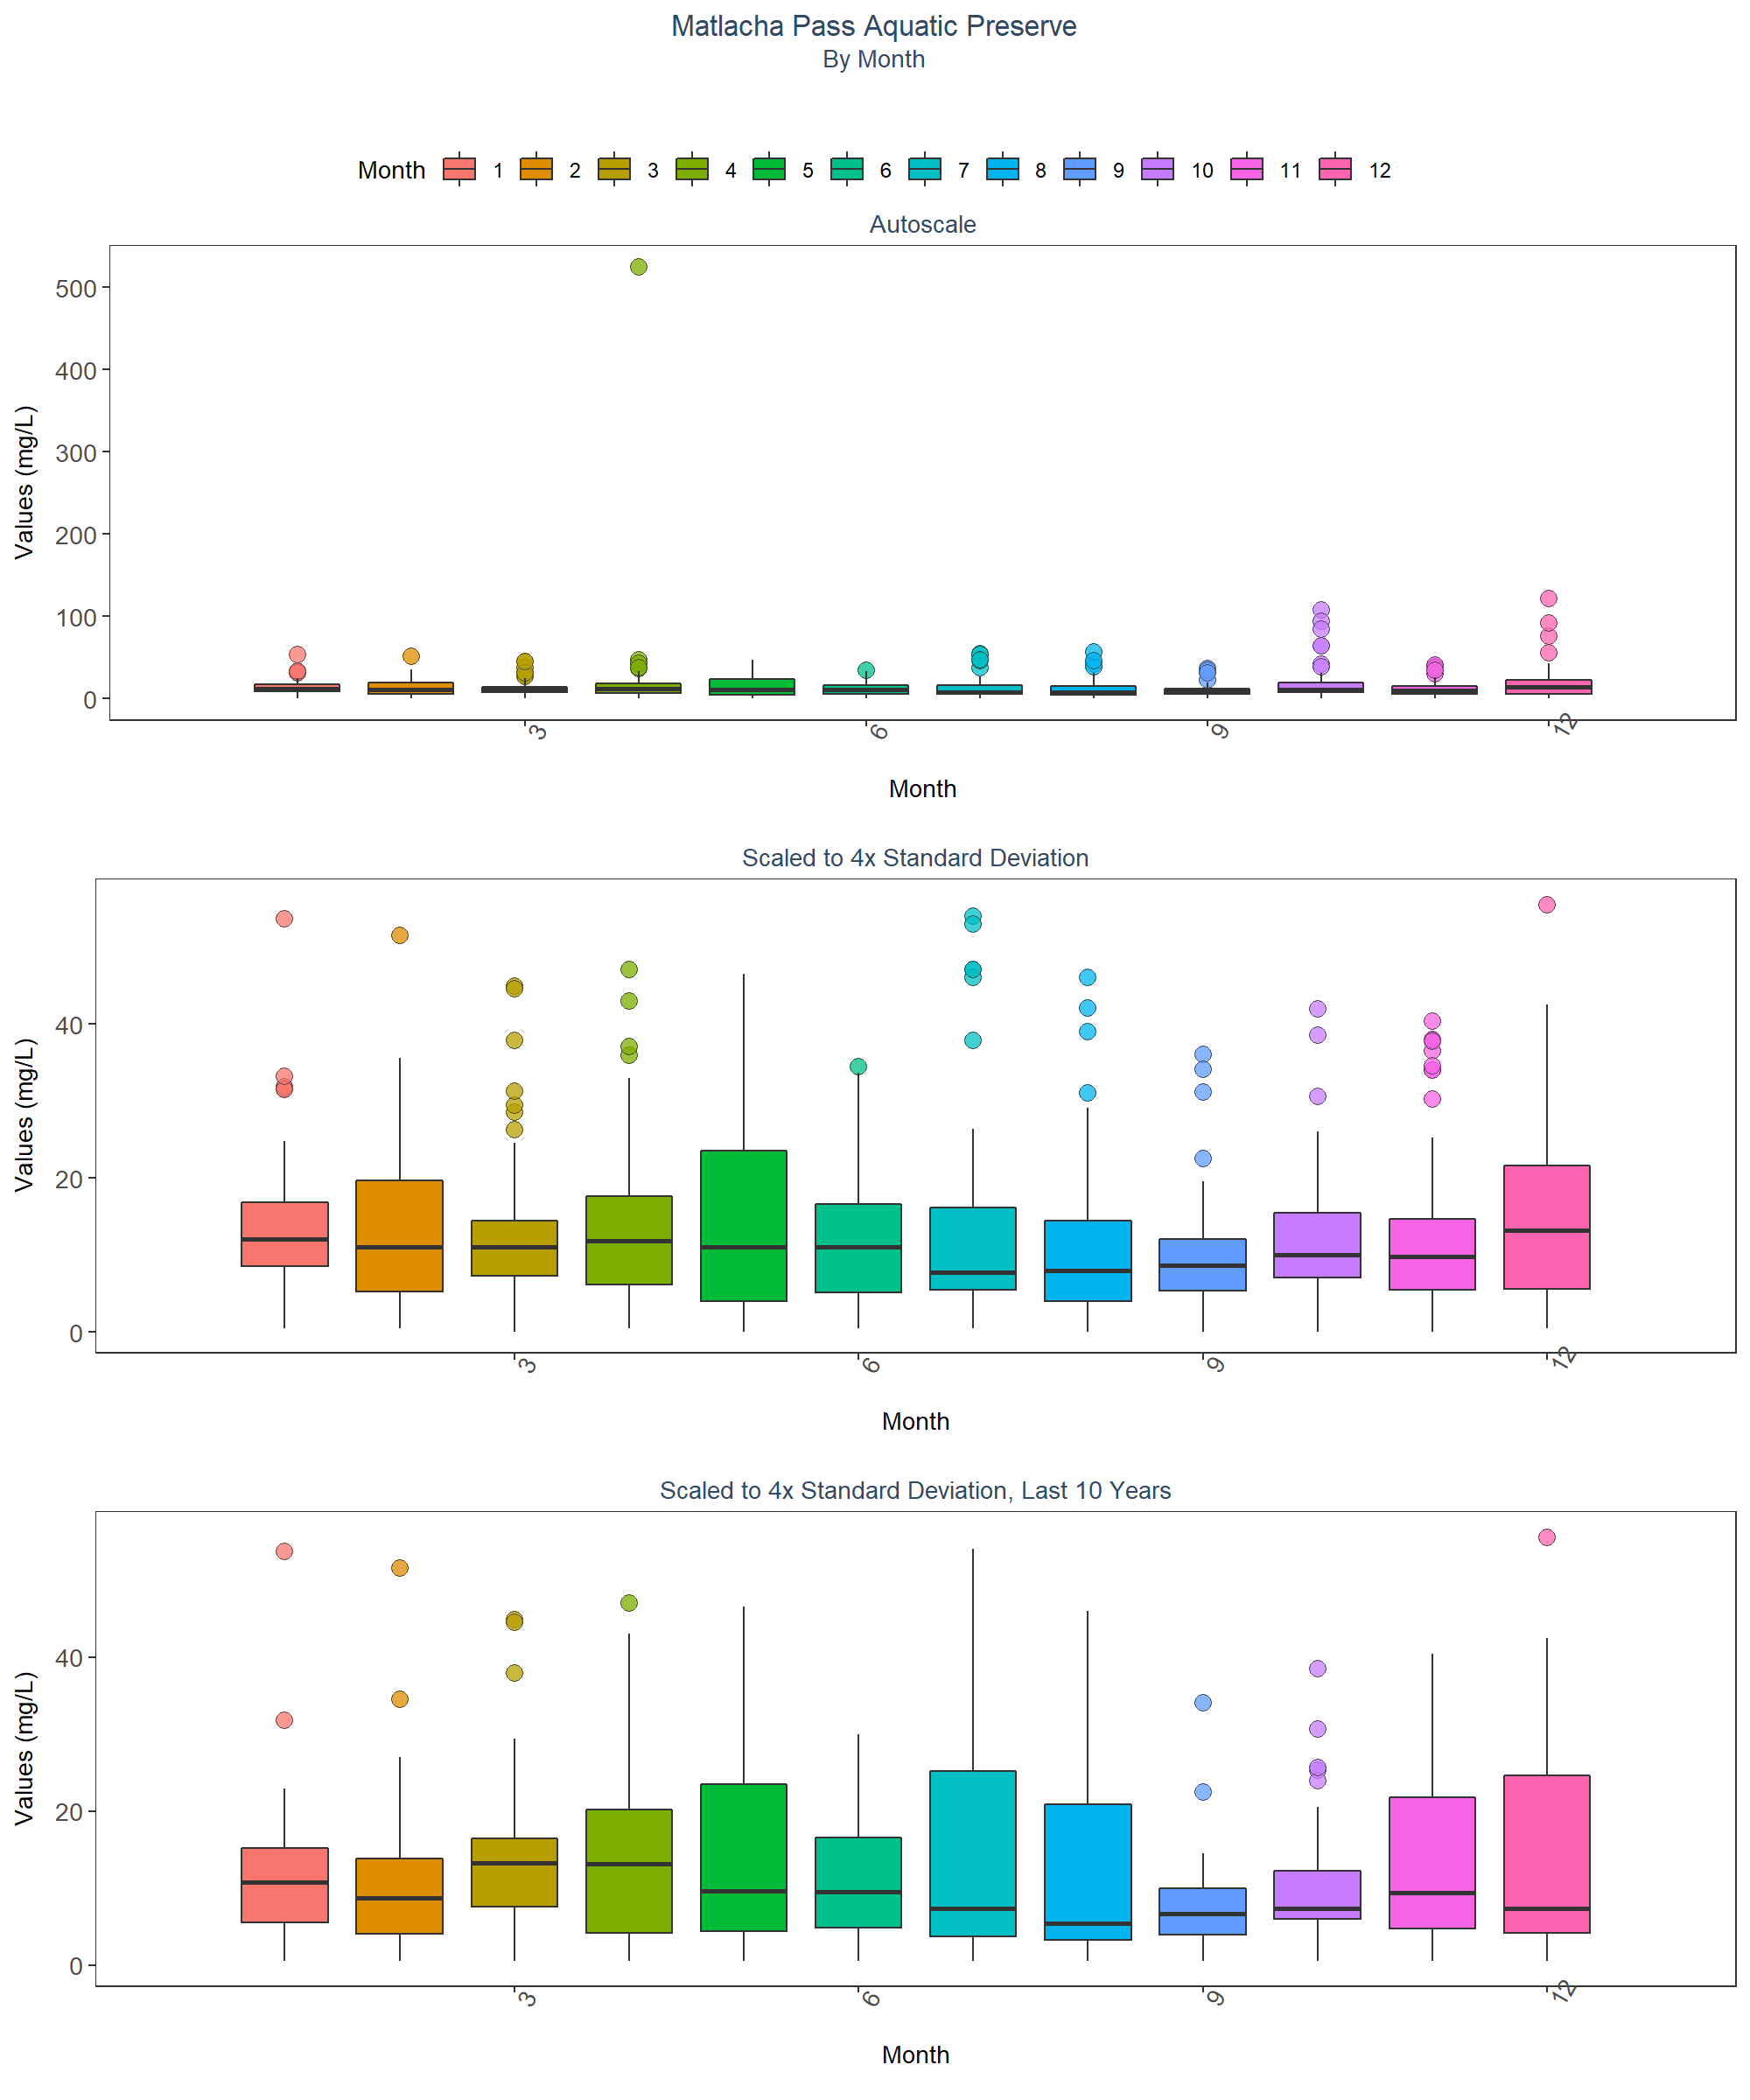 Matlacha Pass Aquatic Preserve
By Month
Month 1 2 3 4 5 6 7 8 9 10 11 12
Autoscale
Values (mg/L)
500
400
300
200
100
0
3 6 9 12
Month
Scaled to 4x Standard Deviation
Values (mg/L)
40
20
0
3 6 9 12
Month
Scaled to 4x Standard Deviation, Last 10 Years
Values (mg/L)
40
20
0
3 6 9 12
Month